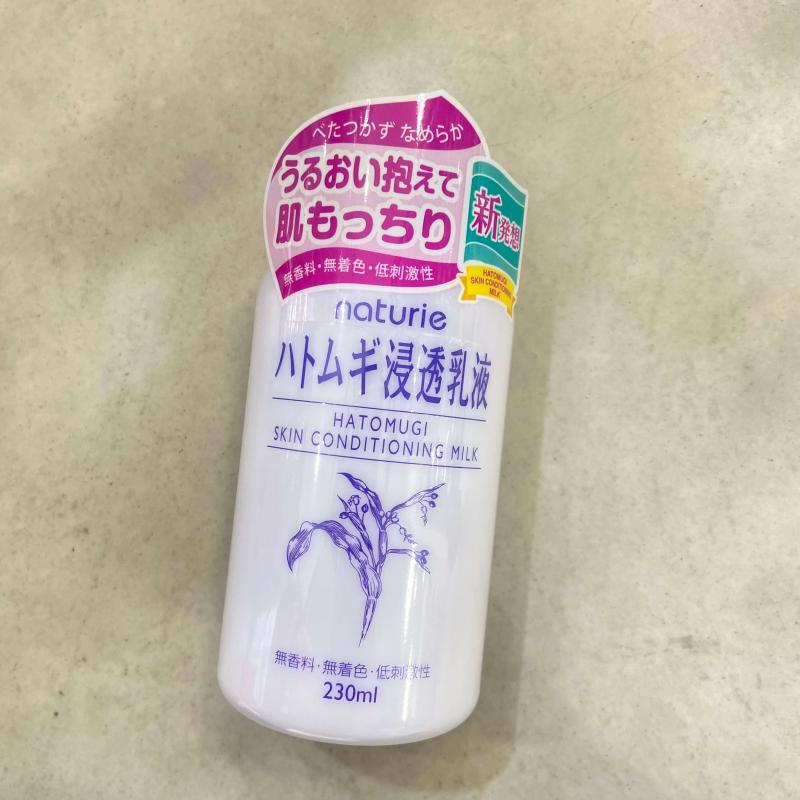 べたつかず なめらか
うるおい抱えて
肌もっちり
無香料・無着色・低刺激性
新発想
HATOMUGI
SKIN CONDITIONING
MILK
naturie
ハトムギ浸透乳液
HATOMUGI
SKIN CONDITIONING MILK
無香料・無着色・低刺激性
230ml